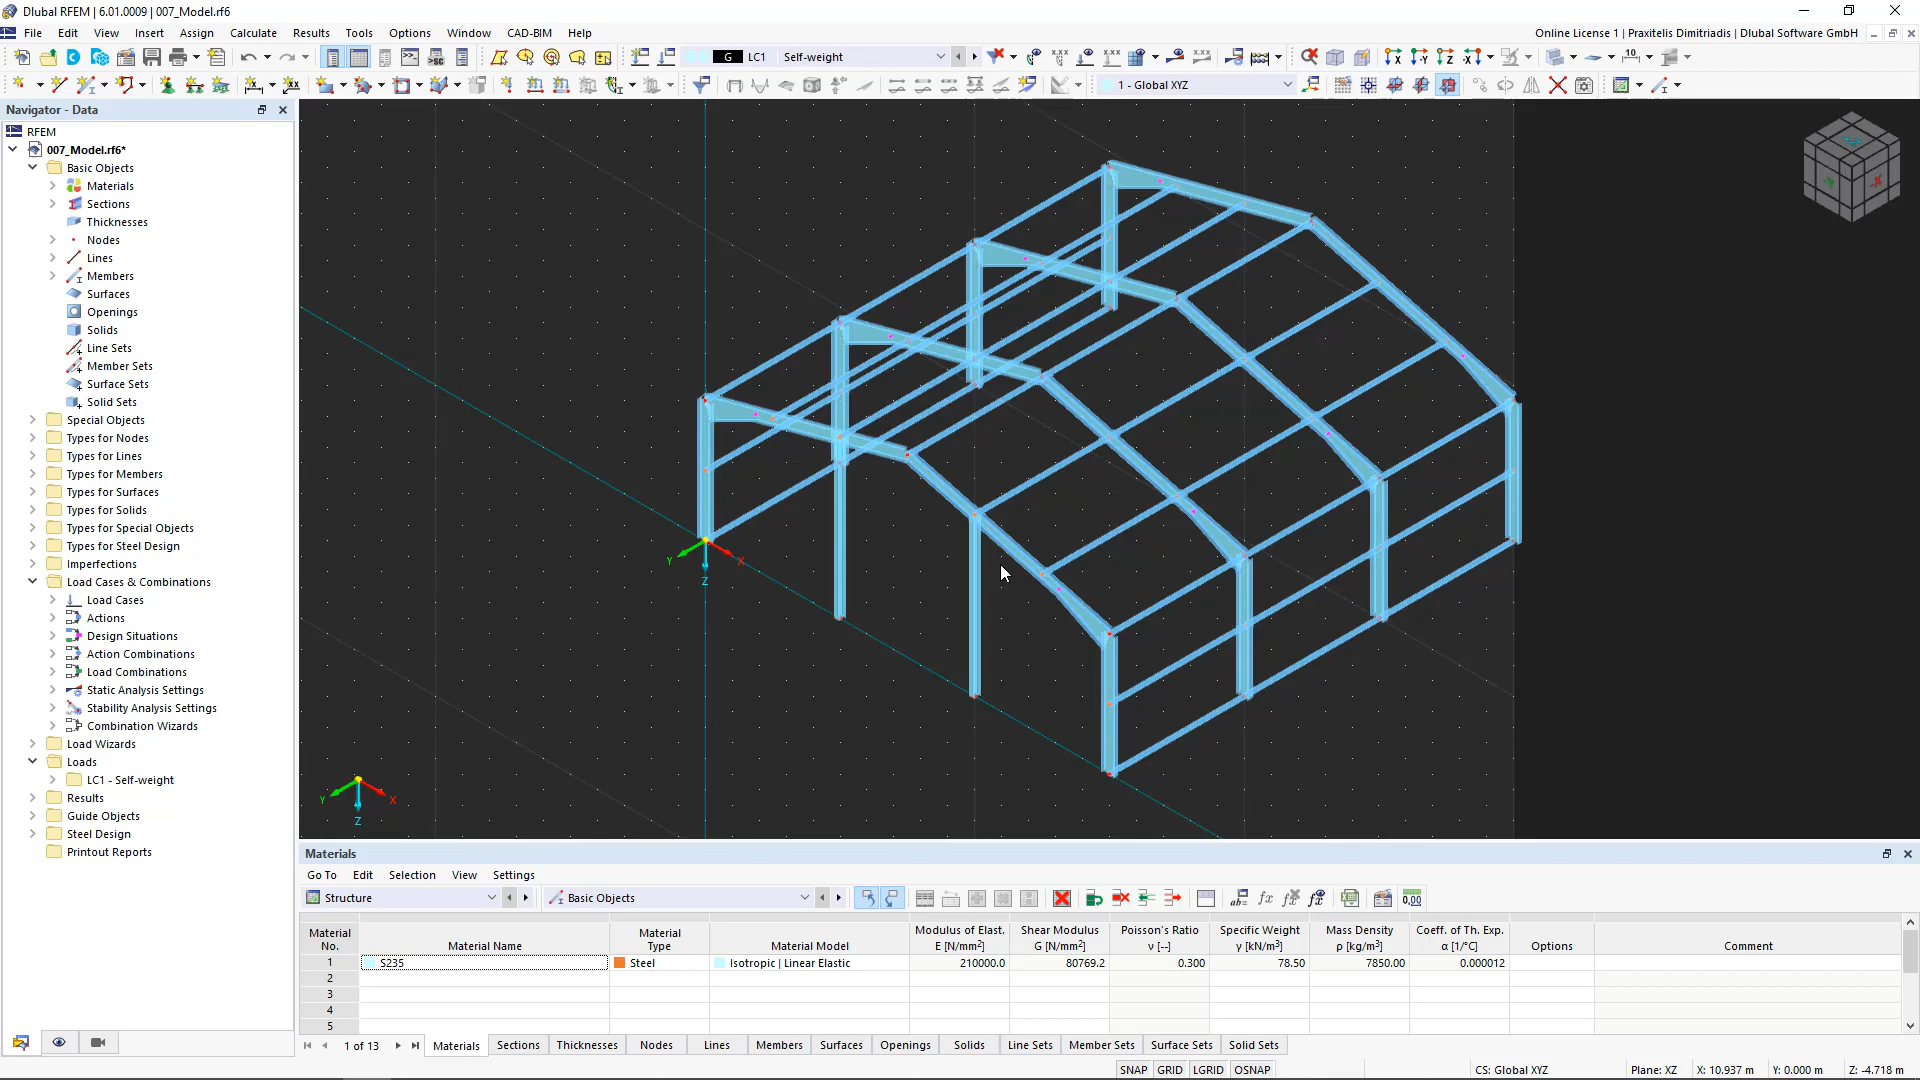 Dlubal RFEM | 6.01.0009 | 007_Model.rf6*
File Edit View Insert Assign Calculate Results Tools Options Window CAD-BIM Help
Online License 1 | Praxitelis Dimitriadis | Dlubal Software GmbH
G LC1 Self-weight
1 - Global XYZ
Navigator - Data
RFEM
007_Model.rf6*
Basic Objects
Materials
Sections
Thicknesses
Nodes
Lines
Members
Surfaces
Openings
Solids
Line Sets
Member Sets
Surface Sets
Solid Sets
Special Objects
Types for Nodes
Types for Lines
Types for Members
Types for Surfaces
Types for Solids
Types for Special Objects
Types for Steel Design
Imperfections
Load Cases & Combinations
Load Cases
Actions
Design Situations
Action Combinations
Load Combinations
Static Analysis Settings
Stability Analysis Settings
Combination Wizards
Load Wizards
Loads
LC1 - Self-weight
Results
Guide Objects
Steel Design
Printout Reports
Y X Z
Y X Z
-Y -X
Materials
Go To Edit Selection View Settings
Structure Basic Objects
Material No. Material Name Material Type Material Model Modulus of Elast. E [N/mm²] Shear Modulus G [N/mm²] Poisson's Ratio ν [--] Specific Weight γ [kN/m³] Mass Density ρ [kg/m³] Coeff. of Th. Exp. α [1/°C] Options Comment
1 S235 Steel Isotropic | Linear Elastic 210000.0 80769.2 0.300 78.50 7850.00 0.000012
2
3
4
5
1 of 13 Materials Sections Thicknesses Nodes Lines Members Surfaces Openings Solids Line Sets Member Sets Surface Sets Solid Sets
SNAP GRID LGRID OSNAP CS: Global XYZ Plane: XZ X: 10.937 m Y: 0.000 m Z: -4.718 m